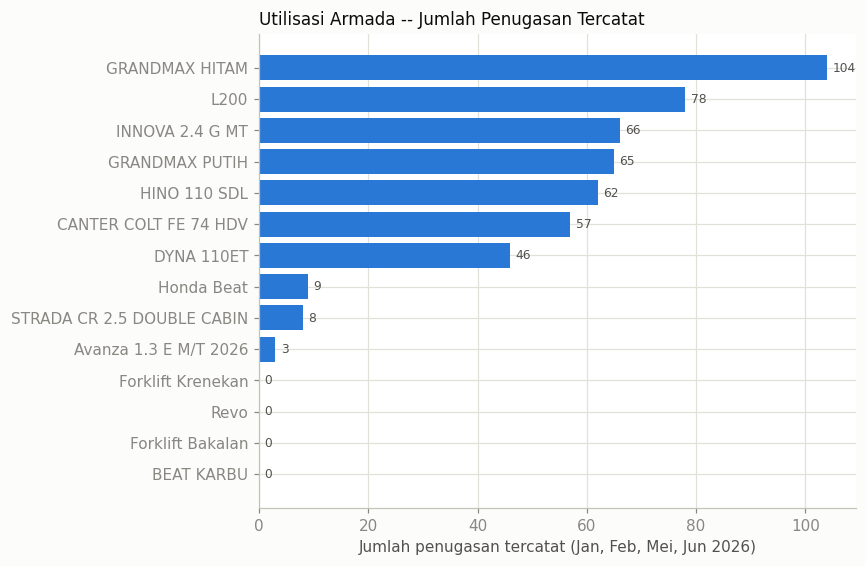 Utilisasi Armada -- Jumlah Penugasan Tercatat
GRANDMAX HITAM 104
L200 78
INNOVA 2.4 G MT 66
GRANDMAX PUTIH 65
HINO 110 SDL 62
CANTER COLT FE 74 HDV 57
DYNA 110ET 46
Honda Beat 9
STRADA CR 2.5 DOUBLE CABIN 8
Avanza 1.3 E M/T 2026 3
Forklift Krenekan 0
Revo 0
Forklift Bakalan 0
BEAT KARBU 0
0 20 40 60 80 100
Jumlah penugasan tercatat (Jan, Feb, Mei, Jun 2026)